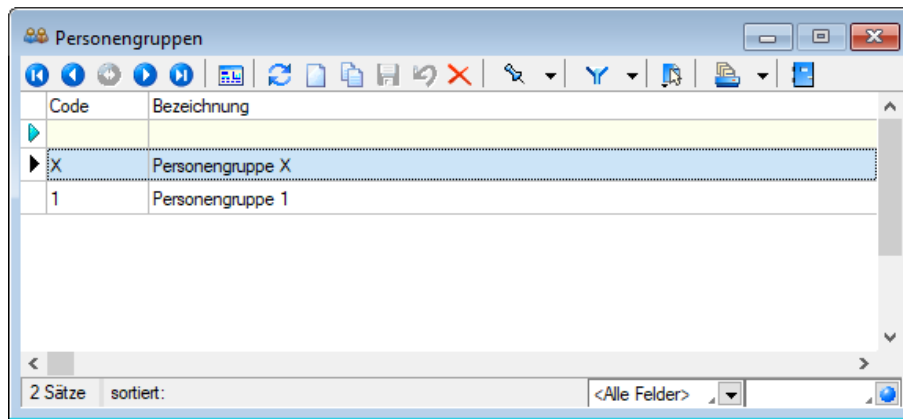 Personengruppen
Code Bezeichnung
X Personengruppe X
1 Personengruppe 1
2 Sätze sortiert: <Alle Felder>